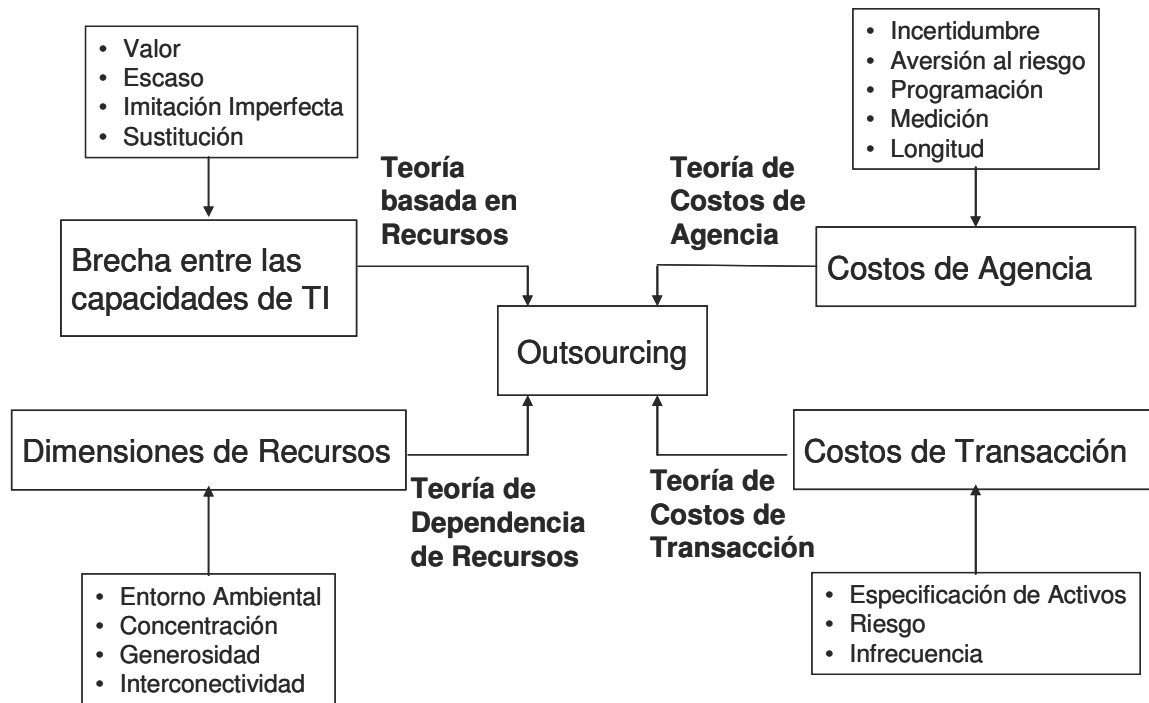 • Valor
• Escaso
• Imitación Imperfecta
• Sustitución
• Incertidumbre
• Aversión al riesgo
• Programación
• Medición
• Longitud
Teoría
basada en
Recursos
Teoría de
Costos de
Agencia
Brecha entre las
capacidades de TI
Costos de Agencia
Outsourcing
Dimensiones de Recursos
Costos de Transacción
Teoría de
Dependencia
de Recursos
Teoría de
Costos de
Transacción
• Entorno Ambiental
• Concentración
• Generosidad
• Interconectividad
• Especificación de Activos
• Riesgo
• Infrecuencia